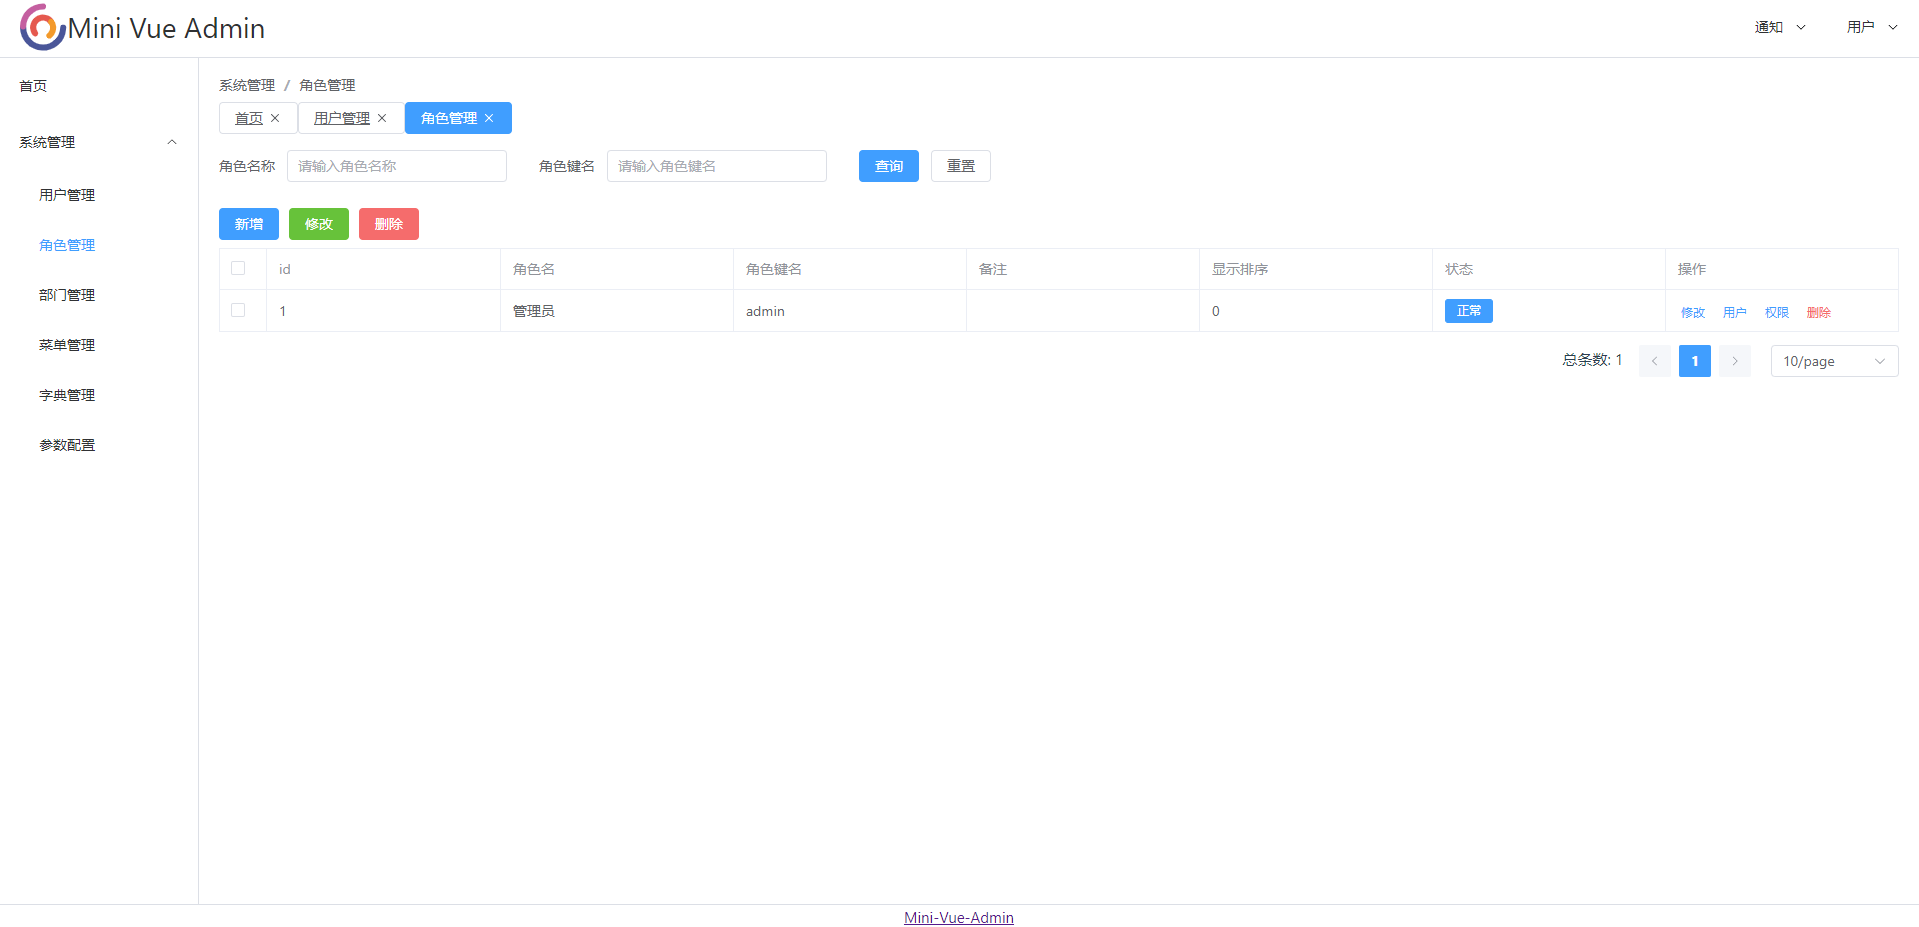 Mini Vue Admin
通知
用户
首页
系统管理
用户管理
角色管理
部门管理
菜单管理
字典管理
参数配置
系统管理 / 角色管理
首页 用户管理 角色管理
角色名称 请输入角色名称 角色键名 请输入角色键名 查询 重置
新增 修改 删除
id 角色名 角色键名 备注 显示排序 状态 操作
1 管理员 admin 0 正常 修改 用户 权限 删除
总条数: 1 1 10/page
Mini-Vue-Admin